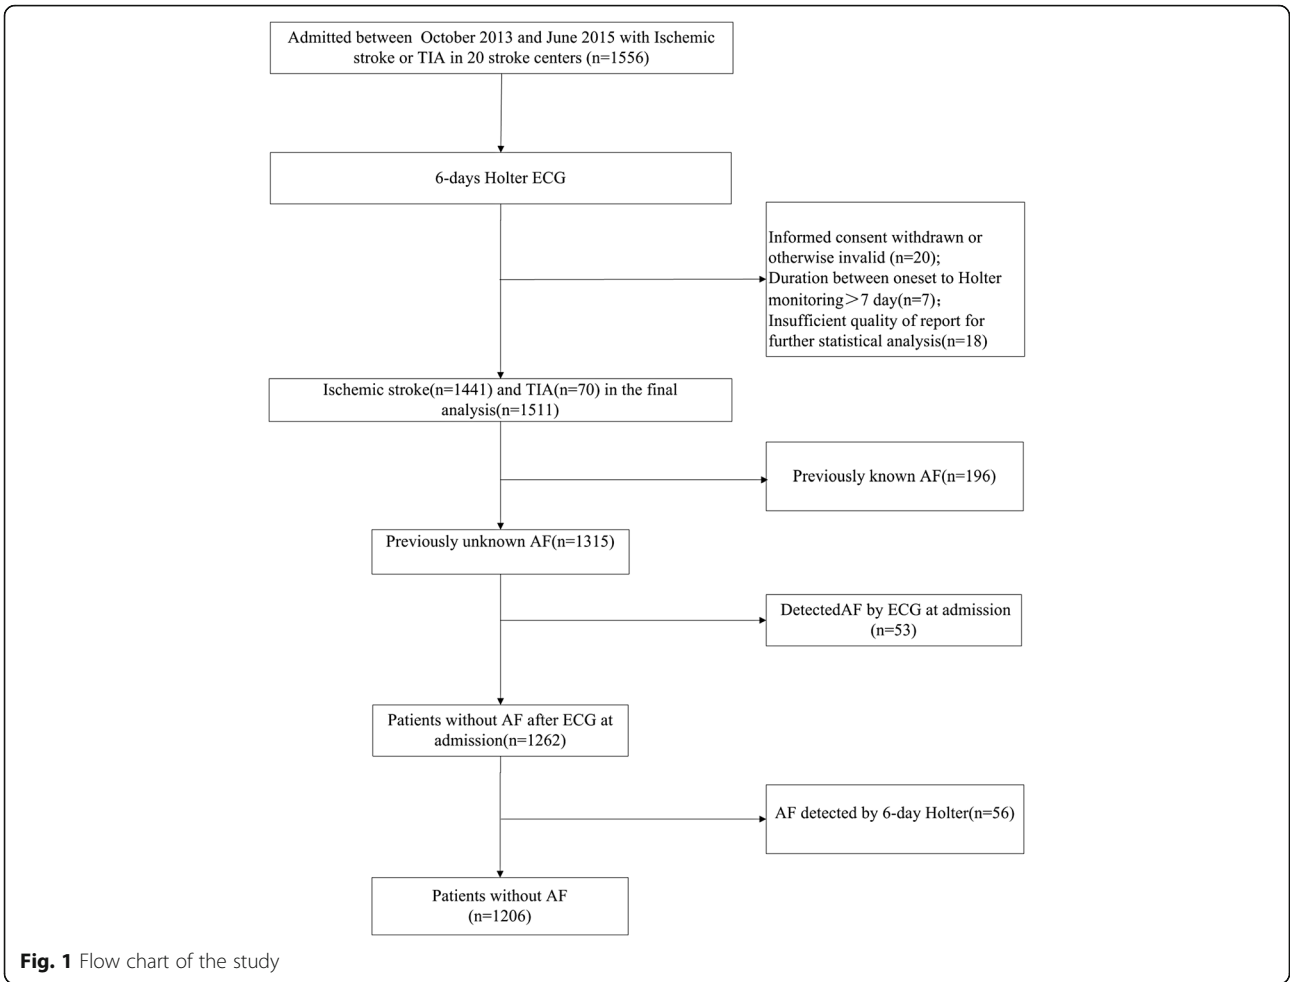 Admitted between October 2013 and June 2015 with Ischemic
stroke or TIA in 20 stroke centers (n=1556)
6-days Holter ECG
Informed consent withdrawn or
otherwise invalid (n=20);
Duration between oneset to Holter
monitoring＞7 day(n=7)；
Insufficient quality of report for
further statistical analysis(n=18)
Ischemic stroke(n=1441) and TIA(n=70) in the final
analysis(n=1511)
Previously known AF(n=196)
Previously unknown AF(n=1315)
DetectedAF by ECG at admission
(n=53)
Patients without AF after ECG at
admission(n=1262)
AF detected by 6-day Holter(n=56)
Patients without AF
(n=1206)
Fig. 1 Flow chart of the study